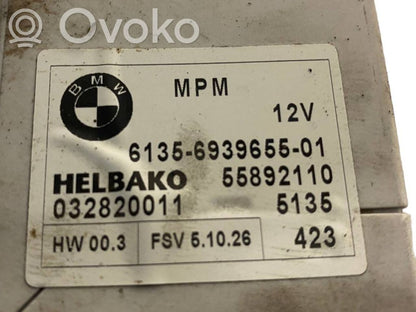 Ovoko
BMW
MPM
12V
6135-6939655-01
HELBAKO 55892110
032820011 5135
HW 00.3 FSV 5.10.26 423